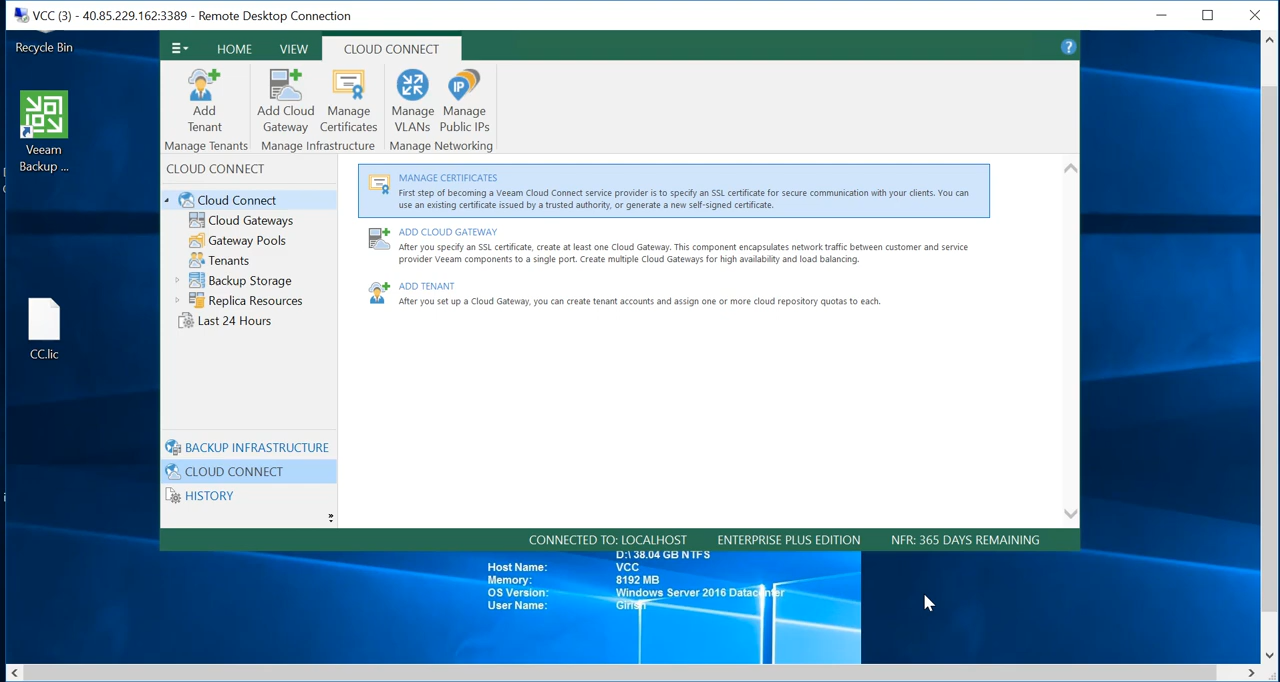 VCC (3) - 40.85.229.162:3389 - Remote Desktop Connection
Recycle Bin
Veeam
Backup ...
CC.lic
HOME
VIEW
CLOUD CONNECT
Add
Tenant
Add Cloud
Gateway
Manage
Certificates
Manage
VLANs
Manage
Public IPs
Manage Tenants
Manage Infrastructure
Manage Networking
CLOUD CONNECT
Cloud Connect
Cloud Gateways
Gateway Pools
Tenants
Backup Storage
Replica Resources
Last 24 Hours
BACKUP INFRASTRUCTURE
CLOUD CONNECT
HISTORY
MANAGE CERTIFICATES
First step of becoming a Veeam Cloud Connect service provider is to specify an SSL certificate for secure communication with your clients. You can
use an existing certificate issued by a trusted authority, or generate a new self-signed certificate.
ADD CLOUD GATEWAY
After you specify an SSL certificate, create at least one Cloud Gateway. This component encapsulates network traffic between customer and service
provider Veeam components to a single port. Create multiple Cloud Gateways for high availability and load balancing.
ADD TENANT
After you set up a Cloud Gateway, you can create tenant accounts and assign one or more cloud repository quotas to each.
CONNECTED TO: LOCALHOST
ENTERPRISE PLUS EDITION
NFR: 365 DAYS REMAINING
D:\ 38.04 GB NTFS
Host Name: VCC
Memory: 8192 MB
OS Version: Windows Server 2016 Datacenter
User Name: Girish